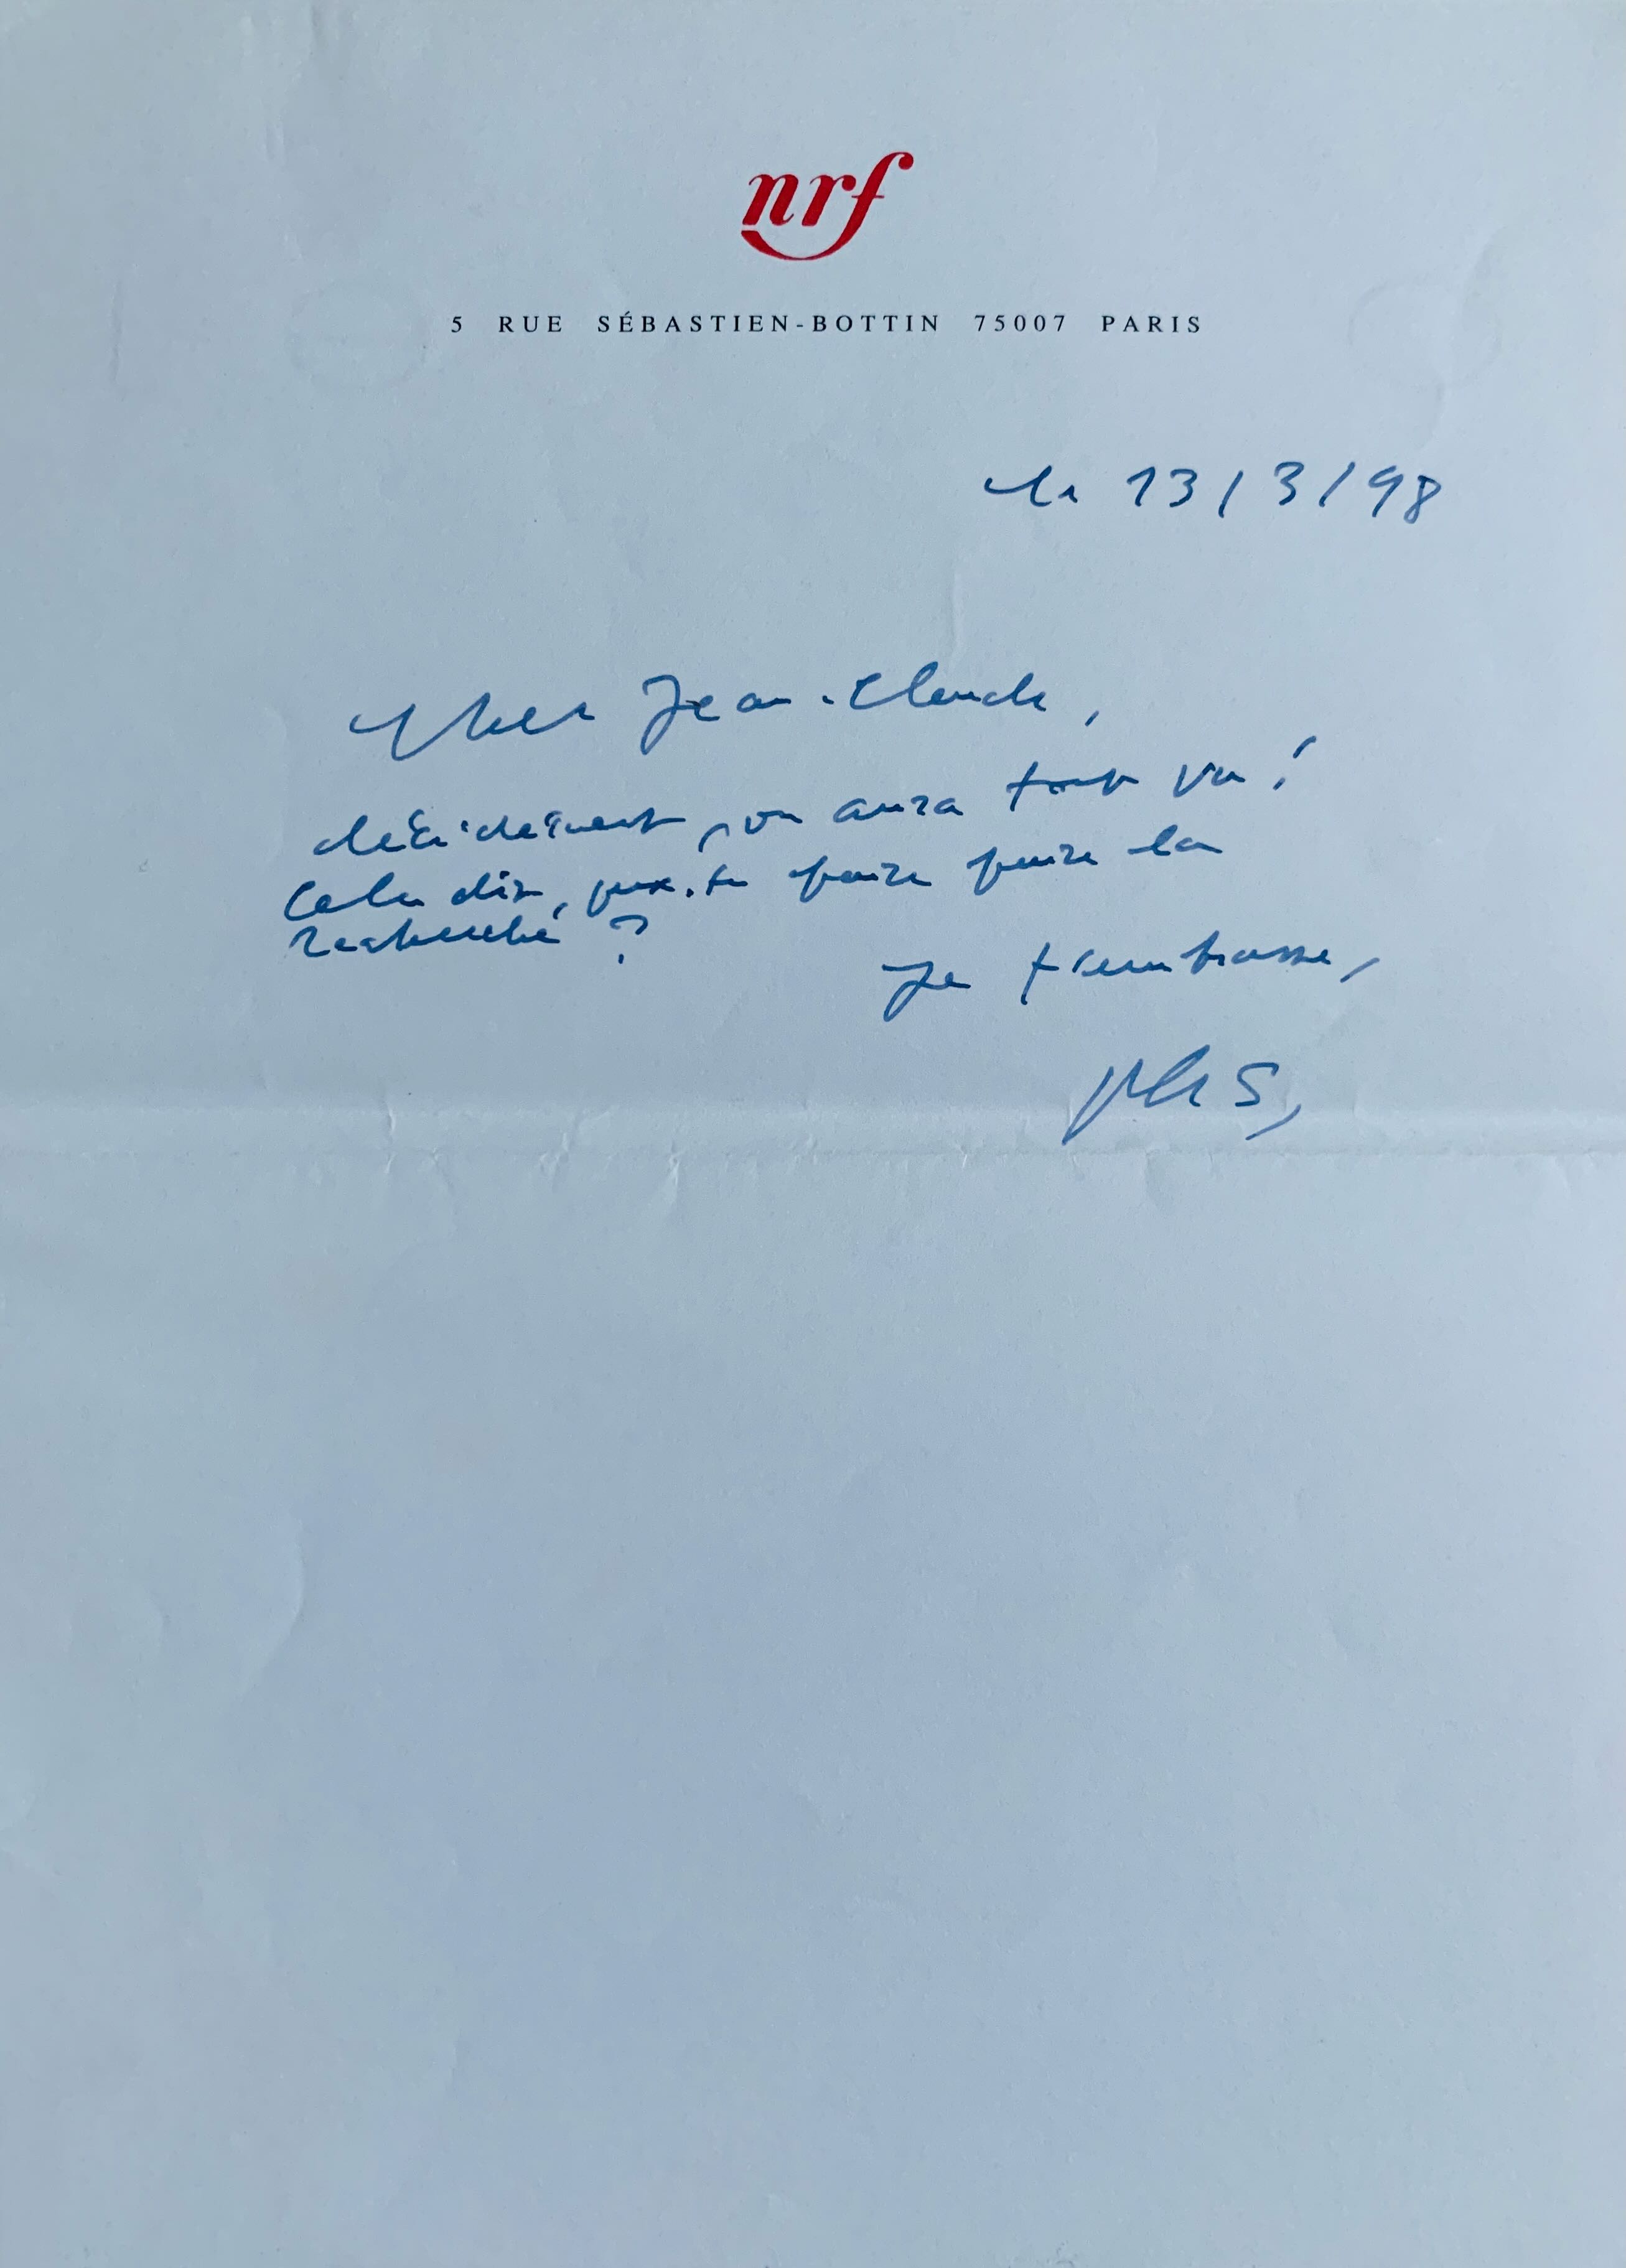 nrf
5 RUE SÉBASTIEN-BOTTIN 75007 PARIS
le 13/3/98
Cher Jean-Claude,
décidément, on aura tout vu !
Cela dit, peux-tu faire faire la
recherche ?
Je t'embrasse,
PhS,